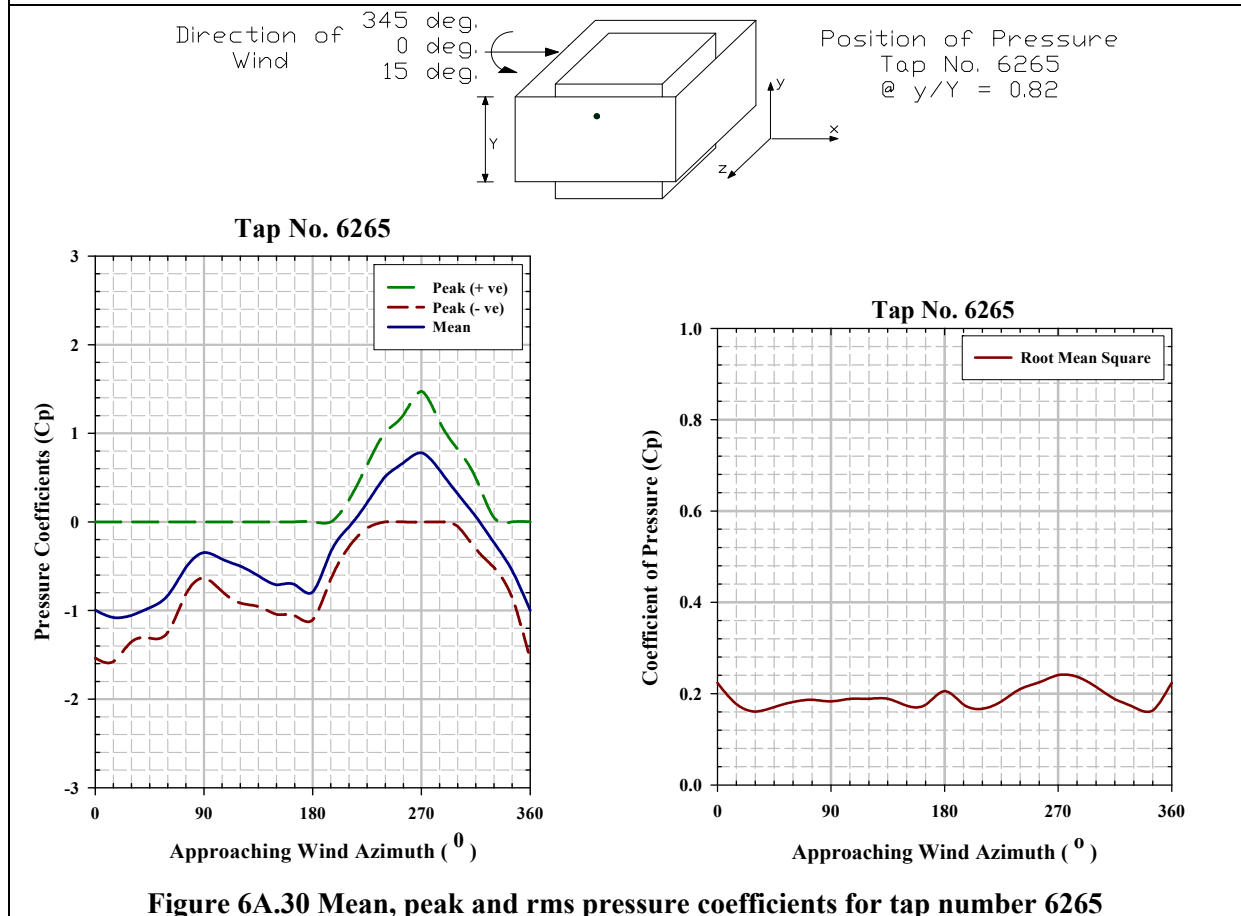 Direction of
Wind
345 deg.
0 deg.
15 deg.
Position of Pressure
Tap No. 6265
@ y/Y = 0.82
Y
y
x
z
Tap No. 6265
Peak (+ ve)
Peak (- ve)
Mean
Pressure Coefficients (Cp)
3
2
1
0
-1
-2
-3
0 90 180 270 360
Approaching Wind Azimuth ( 0 )
Tap No. 6265
Root Mean Square
Coefficient of Pressure (Cp)
1.0
0.8
0.6
0.4
0.2
0.0
0 90 180 270 360
Approaching Wind Azimuth ( o )
Figure 6A.30 Mean, peak and rms pressure coefficients for tap number 6265